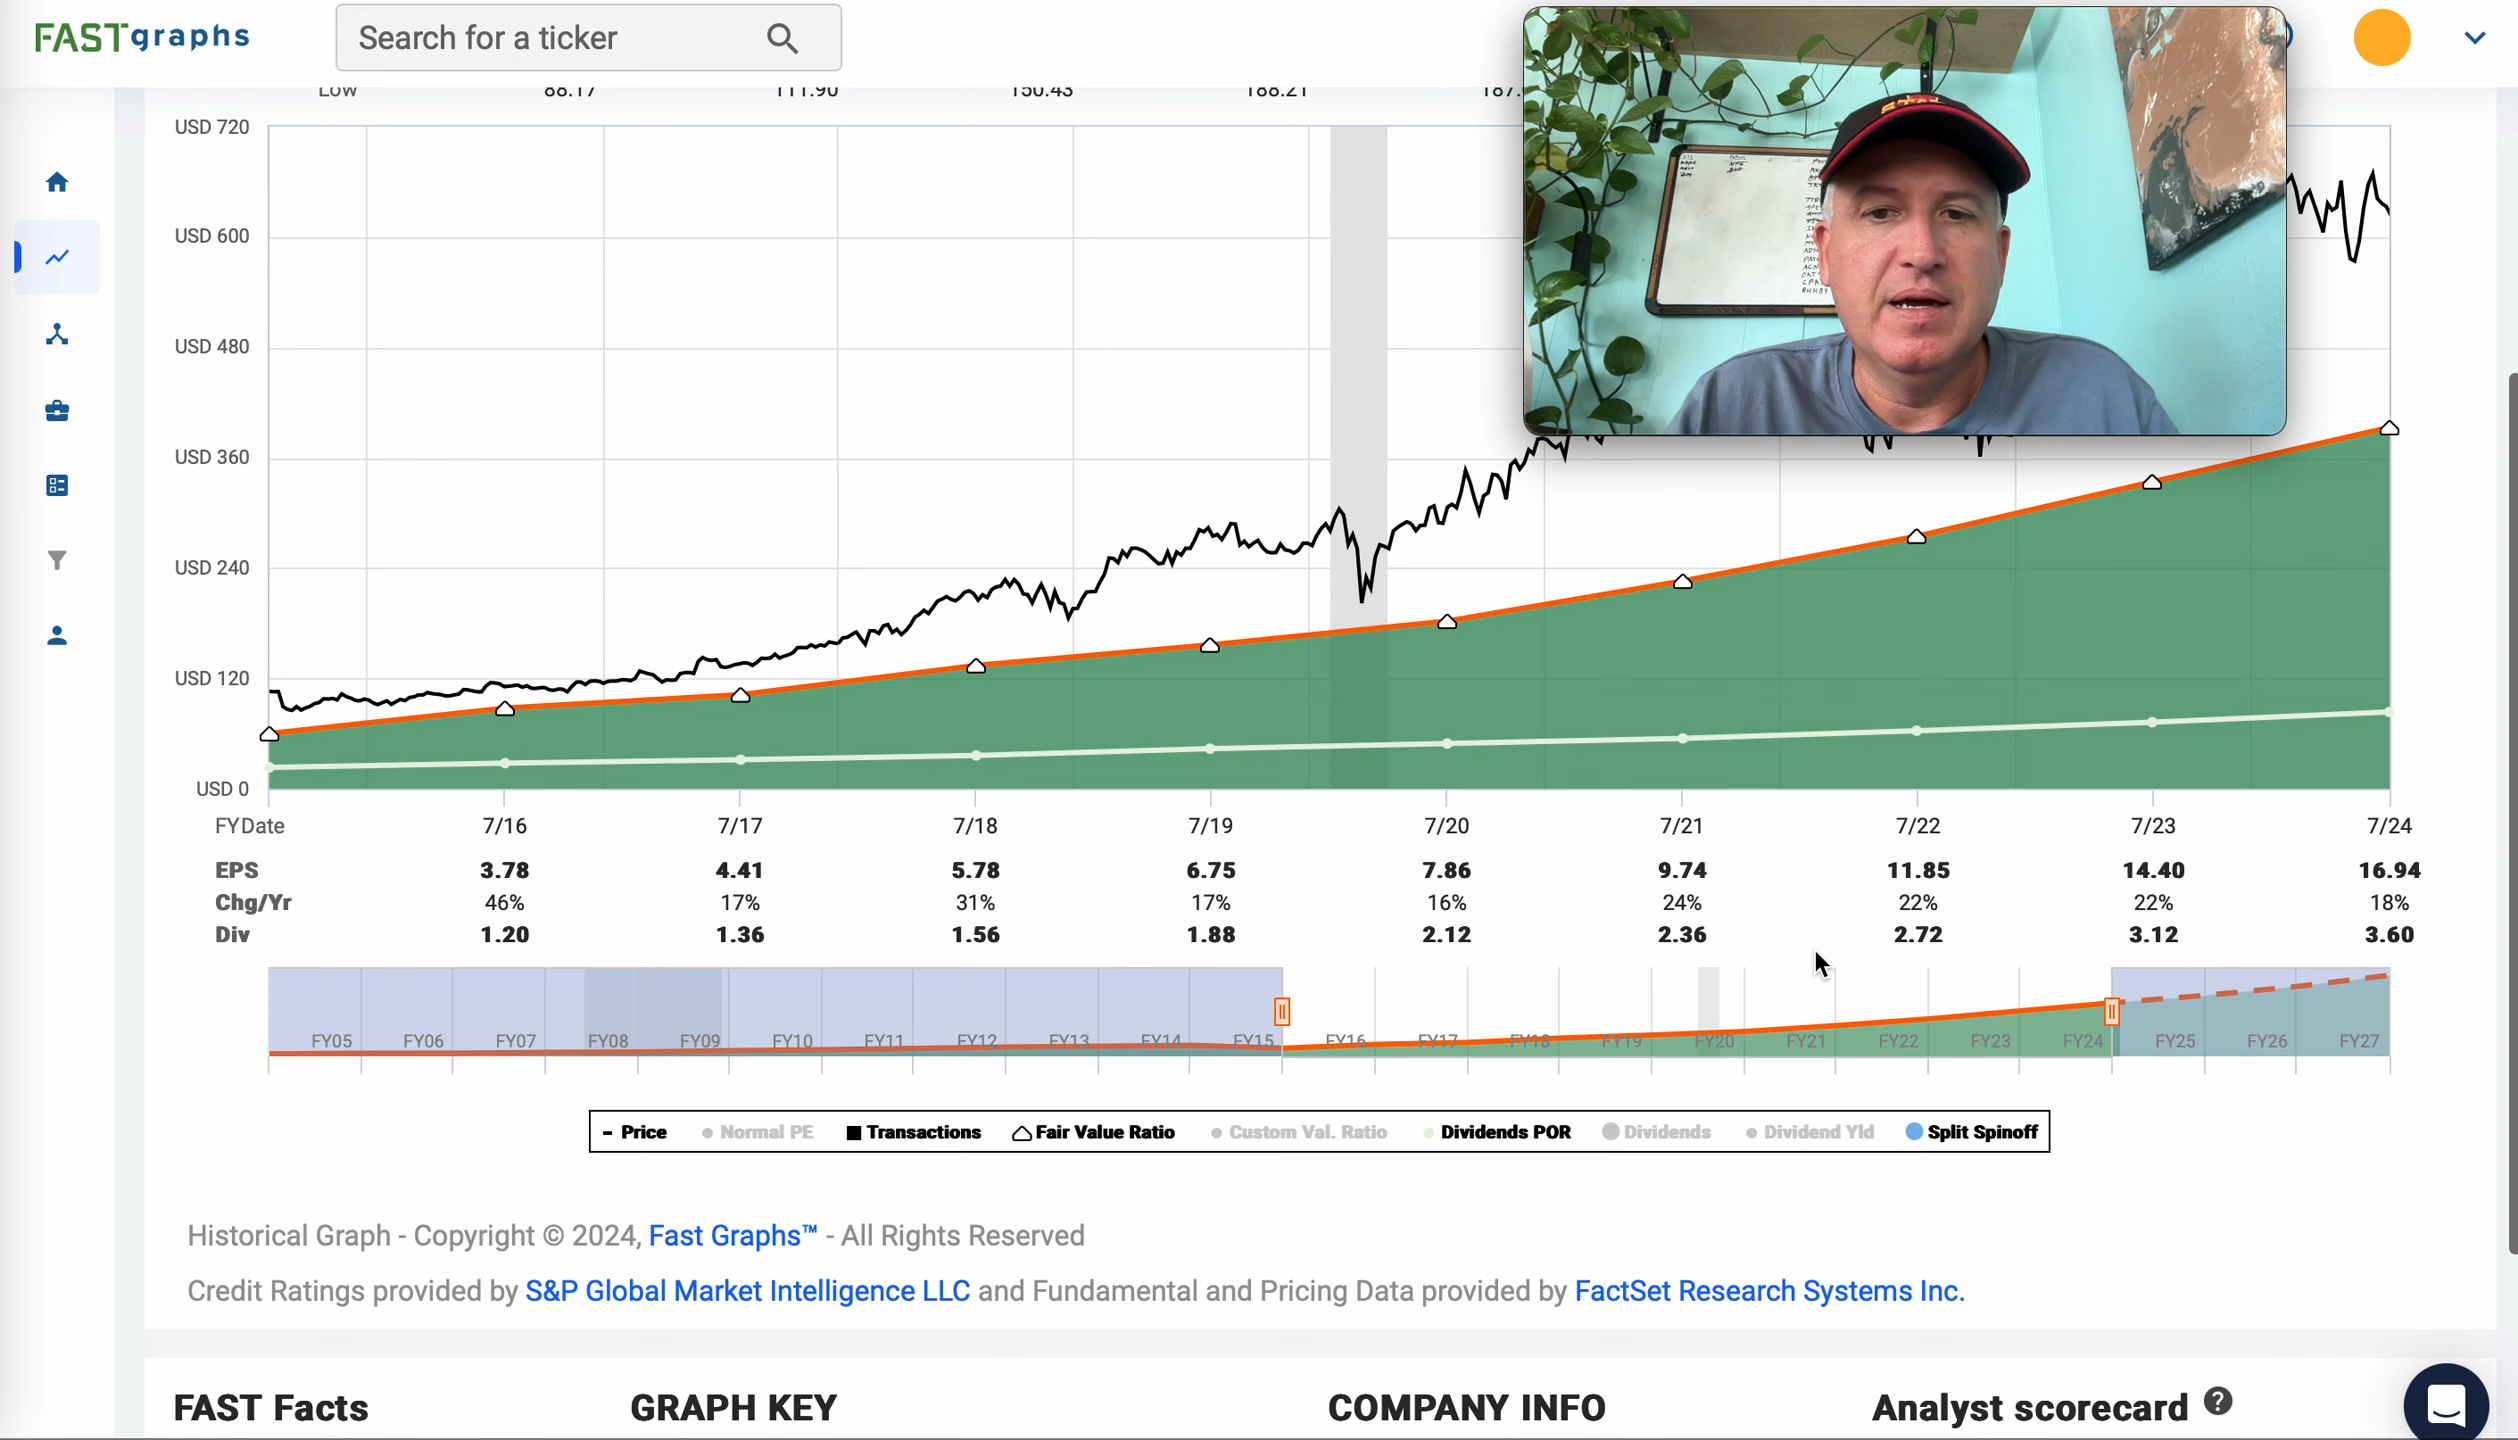 FASTgraphs
Search for a ticker
Low 88.17 111.90 150.43 188.21
USD 720
USD 600
USD 480
USD 360
USD 240
USD 120
USD 0
FYDate 7/16 7/17 7/18 7/19 7/20 7/21 7/22 7/23 7/24
EPS 3.78 4.41 5.78 6.75 7.86 9.74 11.85 14.40 16.94
Chg/Yr 46% 17% 31% 17% 16% 24% 22% 22% 18%
Div 1.20 1.36 1.56 1.88 2.12 2.36 2.72 3.12 3.60
FY05 FY06 FY07 FY08 FY09 FY10 FY11 FY12 FY13 FY14 FY15 FY16 FY17 FY18 FY19 FY20 FY21 FY22 FY23 FY24 FY25 FY26 FY27
Price Normal PE Transactions Fair Value Ratio Custom Val. Ratio Dividends POR Dividends Dividend Yld Split Spinoff
Historical Graph - Copyright © 2024, Fast Graphs™ - All Rights Reserved
Credit Ratings provided by S&P Global Market Intelligence LLC and Fundamental and Pricing Data provided by FactSet Research Systems Inc.
FAST Facts GRAPH KEY COMPANY INFO Analyst scorecard ?